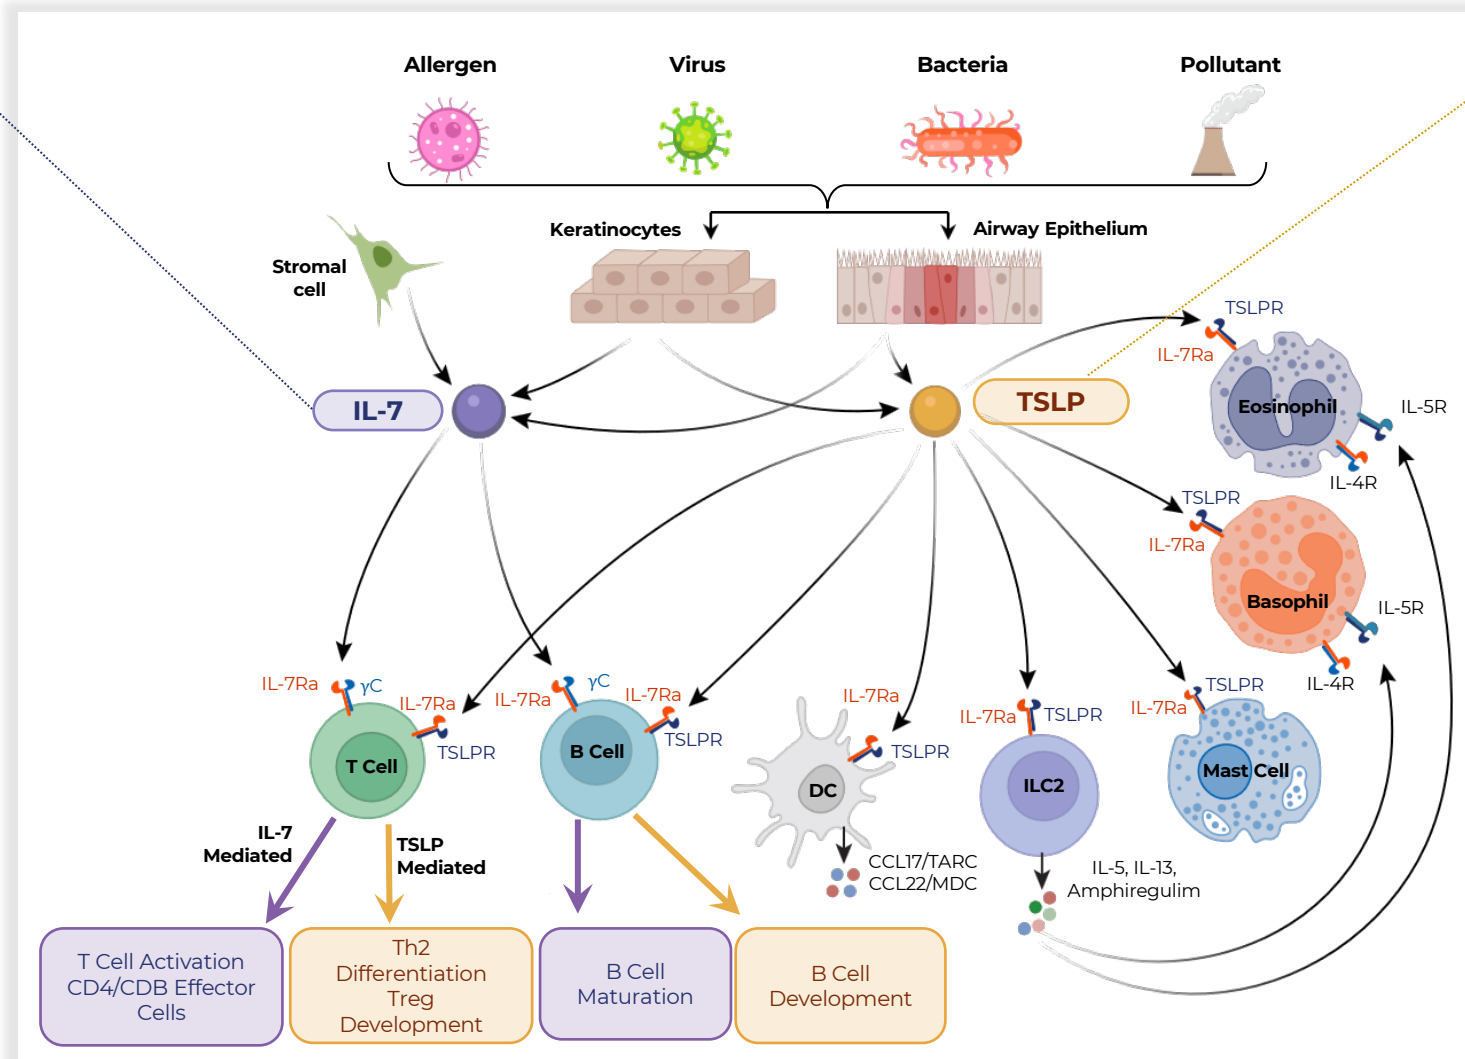 Allergen
Virus
Bacteria
Pollutant
Keratinocytes
Airway Epithelium
Stromal
cell
IL-7
TSLP
TSLPR
IL-7Ra
Eosinophil
IL-5R
IL-4R
TSLPR
IL-7Ra
Basophil
IL-5R
IL-4R
IL-7Ra
γC
IL-7Ra
TSLPR
T Cell
IL-7Ra
γC
IL-7Ra
TSLPR
B Cell
IL-7Ra
TSLPR
DC
IL-7Ra
TSLPR
ILC2
TSLPR
IL-7Ra
Mast Cell
IL-7
Mediated
TSLP
Mediated
CCL17/TARC
CCL22/MDC
IL-5, IL-13,
Amphiregulim
T Cell Activation
CD4/CDB Effector
Cells
Th2
Differentiation
Treg
Development
B Cell
Maturation
B Cell
Development